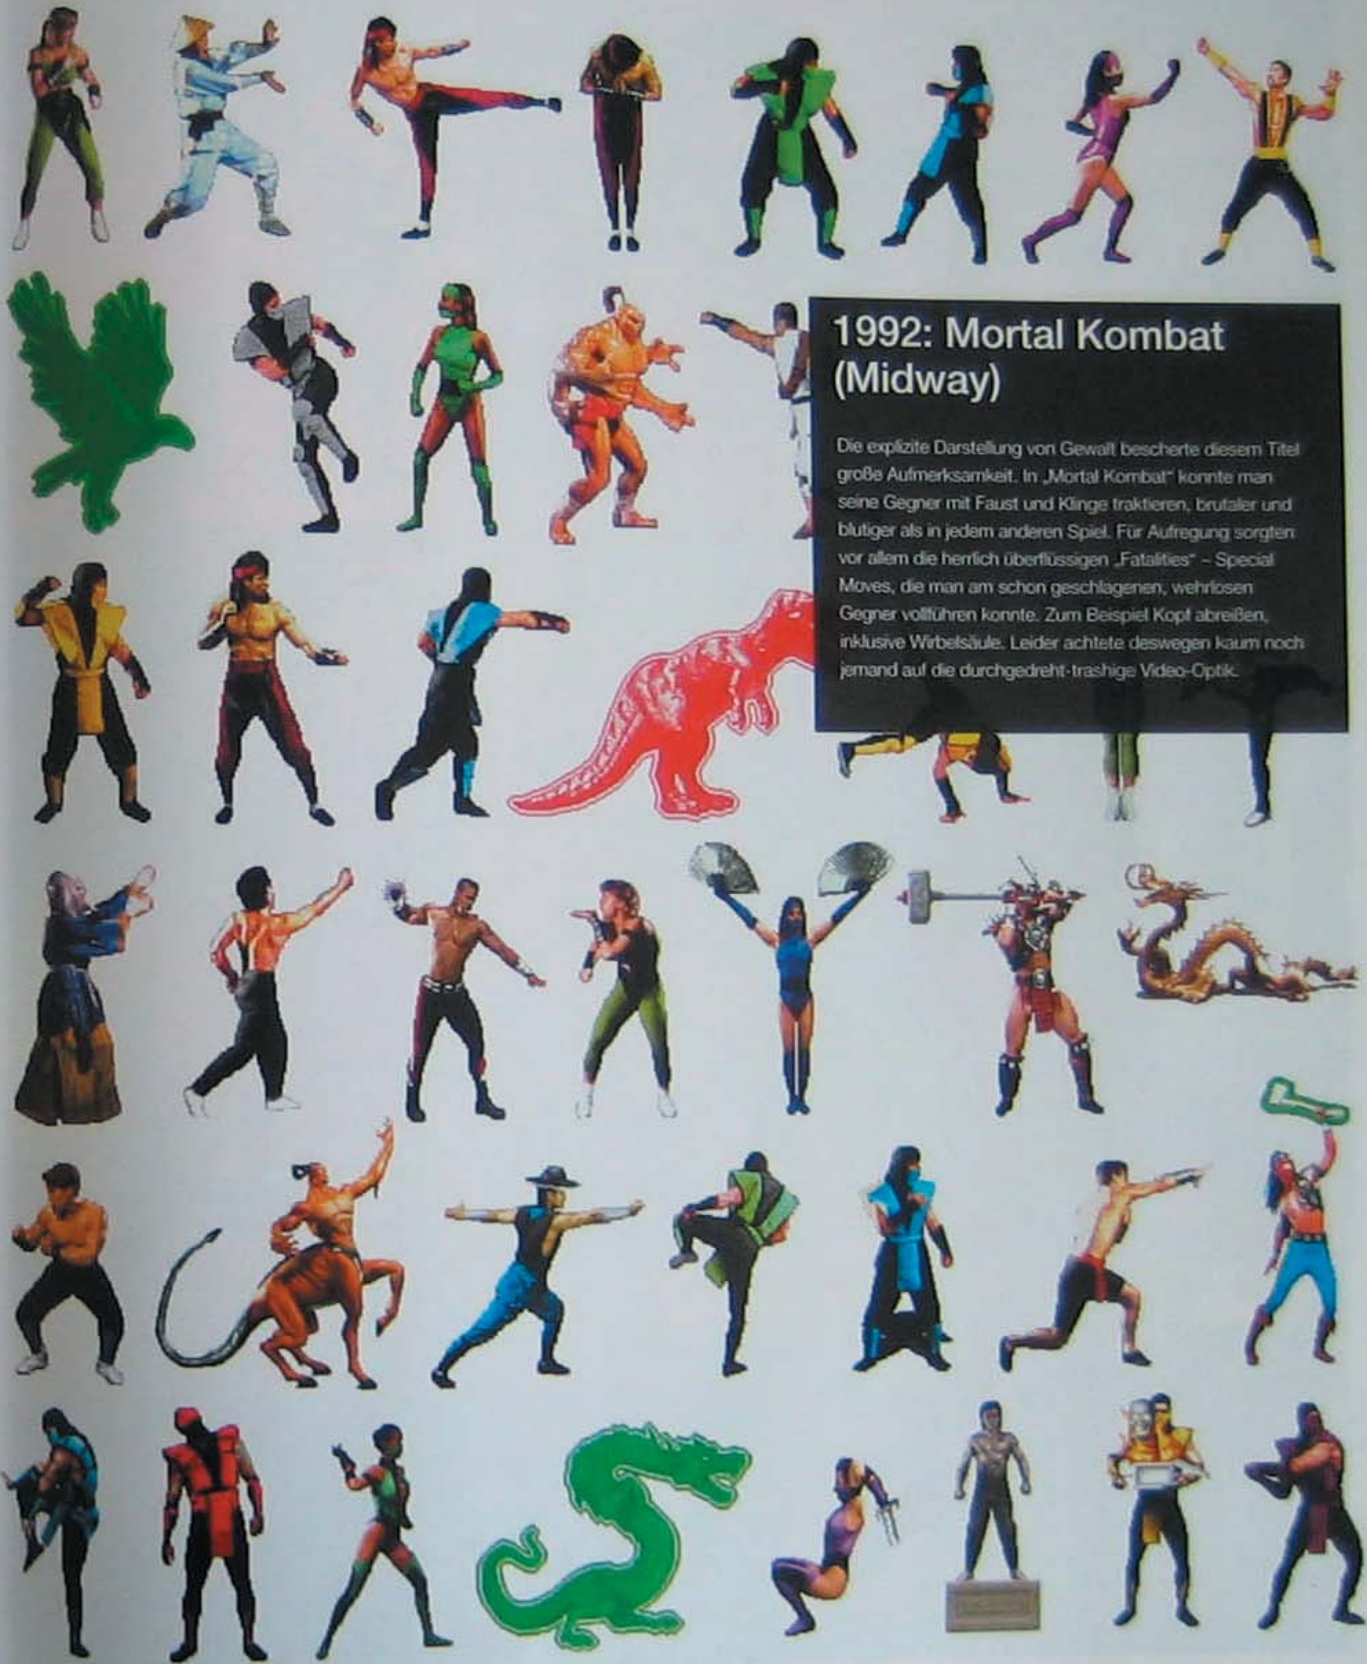 1992: Mortal Kombat
(Midway)
Die explizite Darstellung von Gewalt bescherte diesem Titel
große Aufmerksamkeit. In „Mortal Kombat“ konnte man
seine Gegner mit Faust und Klinge traktieren, brutaler und
blutiger als in jedem anderen Spiel. Für Aufregung sorgten
vor allem die herrlich überflüssigen „Fatalities“ – Special
Moves, die man am schon geschlagenen, wehrlosen
Gegner vollführen konnte. Zum Beispiel Kopf abreißen,
inklusive Wirbelsäule. Leider achtete deswegen kaum noch
jemand auf die durchgedreht-trashige Video-Optik.